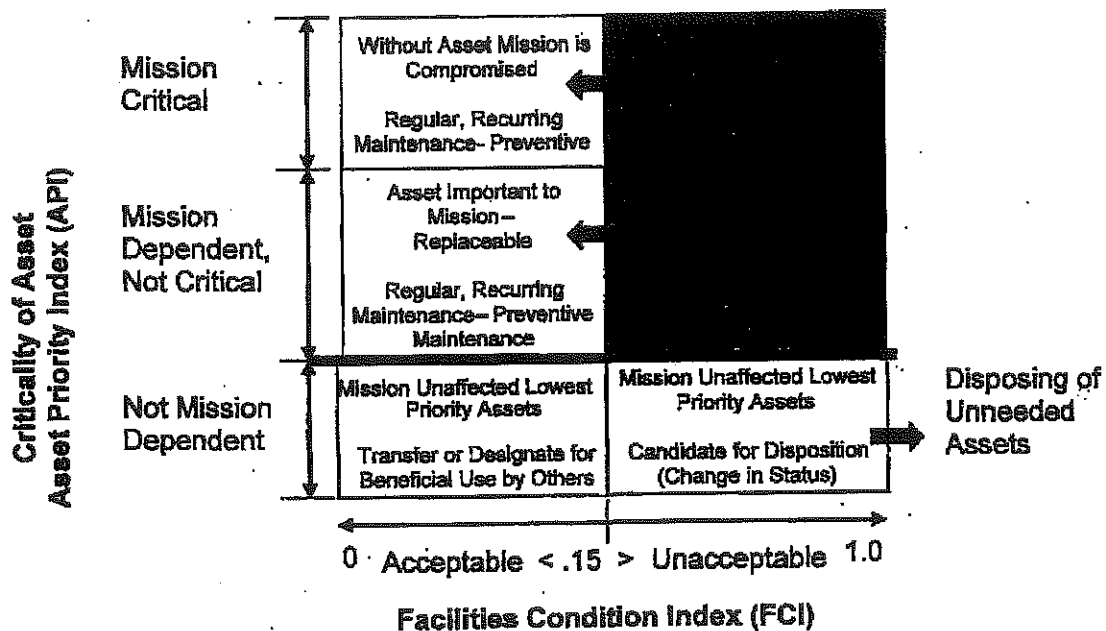 Criticality of Asset
Asset Priority Index (API)
Mission
Critical
Without Asset Mission is
Compromised
Regular, Recurring
Maintenance– Preventive
Mission
Dependent,
Not Critical
Asset Important to
Mission–
Replaceable
Regular, Recurring
Maintenance– Preventive
Maintenance
Not Mission
Dependent
Mission Unaffected Lowest
Priority Assets
Transfer or Designate for
Beneficial Use by Others
Mission Unaffected Lowest
Priority Assets
Candidate for Disposition
(Change in Status)
Disposing of
Unneeded
Assets
0 Acceptable < .15 > Unacceptable 1.0
Facilities Condition Index (FCI)